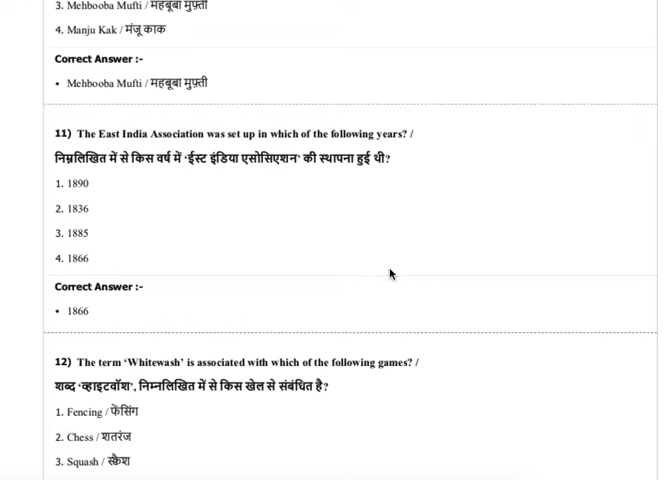 3. Mehbooba Mufti / महबूबा मुफ़्ती
4. Manju Kak / मंजू काक
Correct Answer :-
• Mehbooba Mufti / महबूबा मुफ़्ती
11) The East India Association was set up in which of the following years? /
निम्नलिखित में से किस वर्ष में ‘ईस्ट इंडिया एसोसिएशन’ की स्थापना हुई थी?
1. 1890
2. 1836
3. 1885
4. 1866
Correct Answer :-
• 1866
12) The term ‘Whitewash’ is associated with which of the following games? /
शब्द ‘व्हाइटवॉश’, निम्नलिखित में से किस खेल से संबंधित है?
1. Fencing / फेंसिंग
2. Chess / शतरंज
3. Squash / स्क्वैश